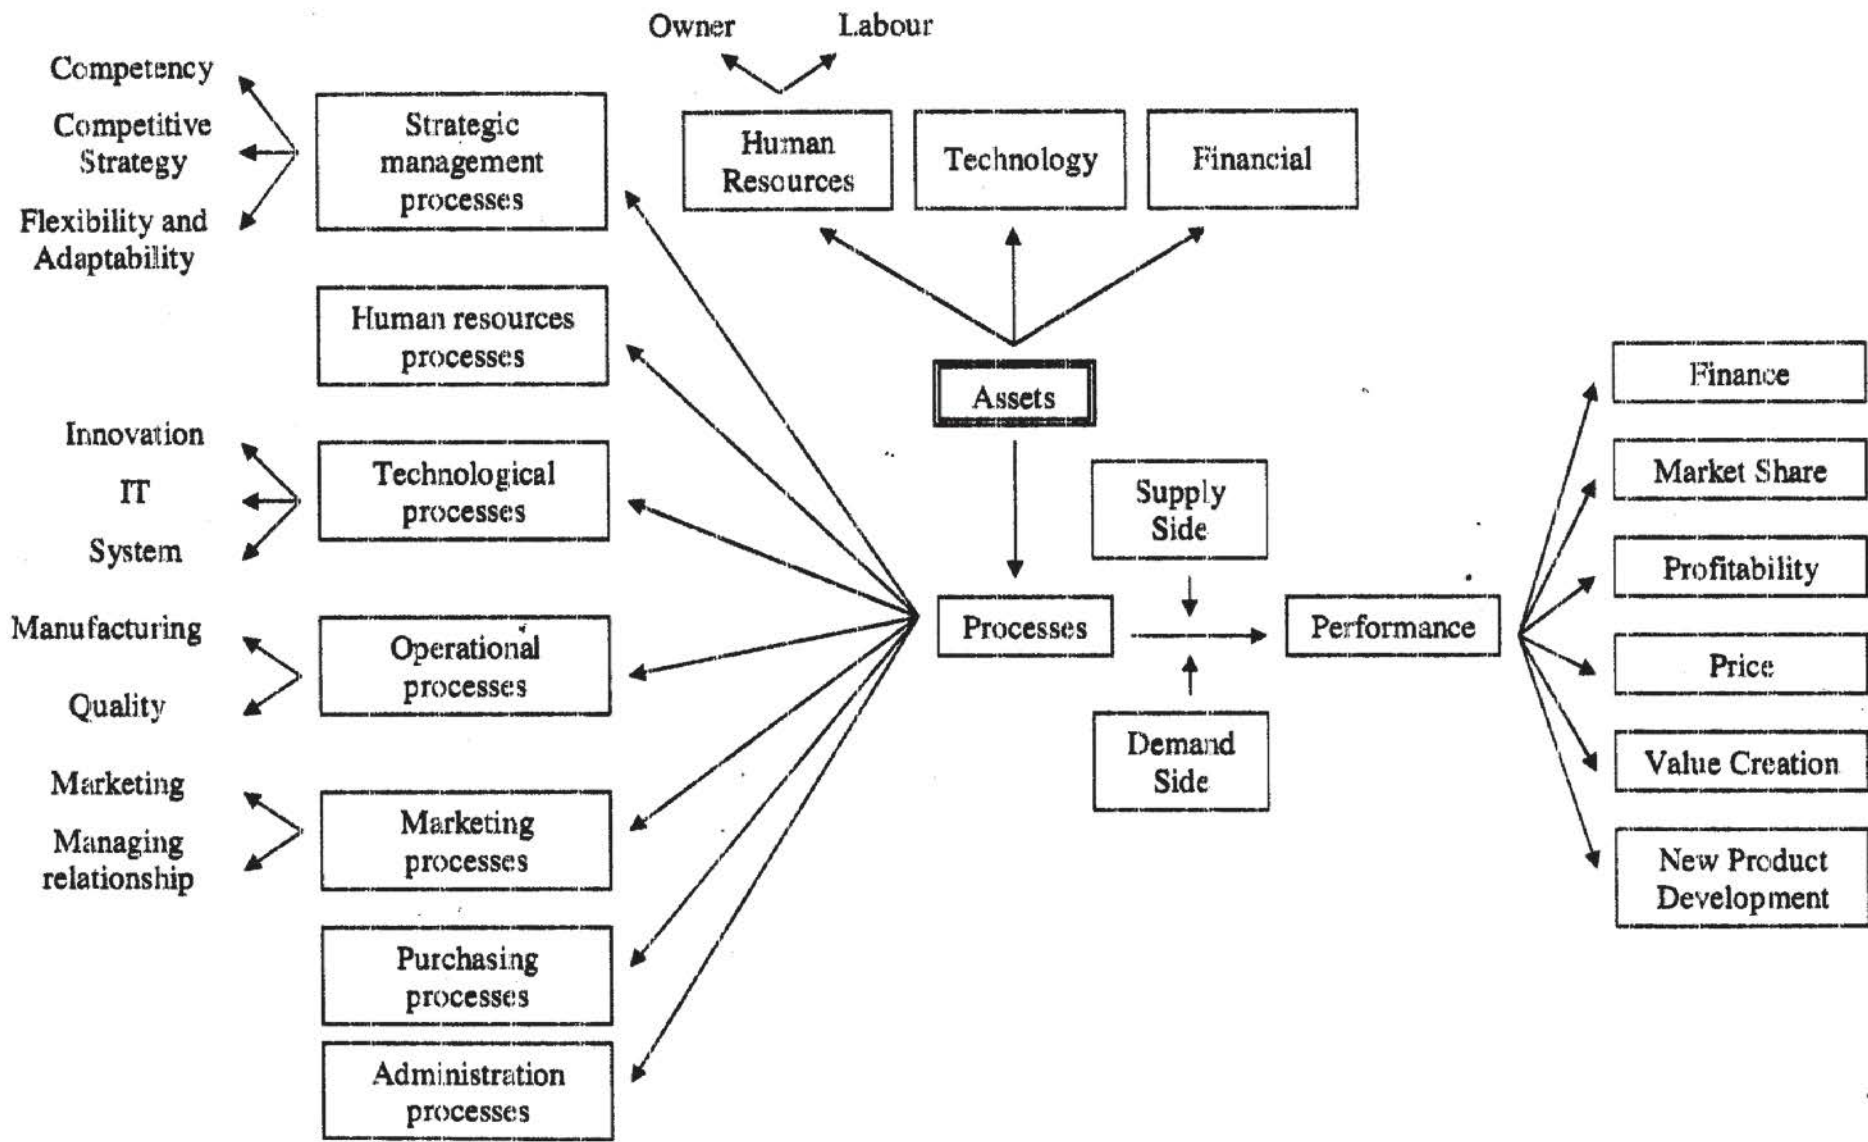 Owner
Labour
Competency
Competitive
Strategy
Flexibility and
Adaptability
Strategic
management
processes
Human
Resources
Technology
Financial
Human resources
processes
Assets
Innovation
IT
System
Technological
processes
Supply
Side
Manufacturing
Quality
Operational
processes
Processes
Performance
Demand
Side
Marketing
Managing
relationship
Marketing
processes
Purchasing
processes
Administration
processes
Finance
Market Share
Profitability
Price
Value Creation
New Product
Development